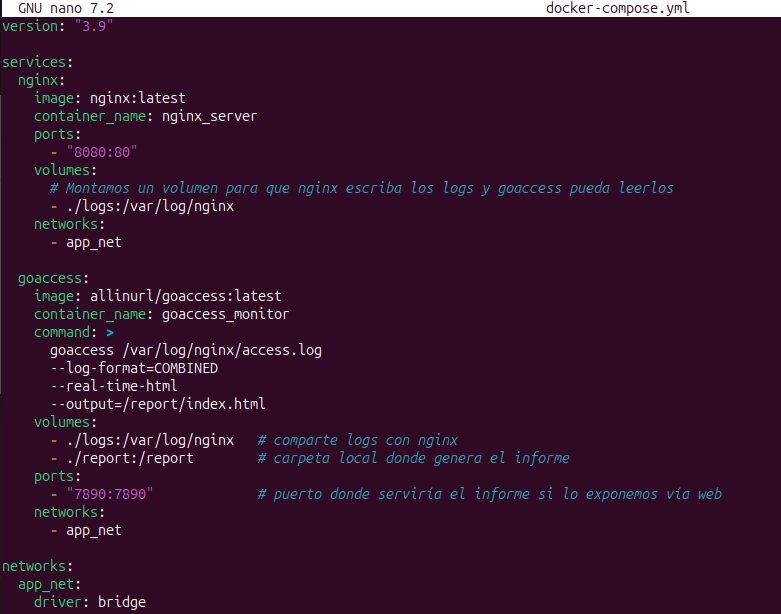 GNU nano 7.2 docker-compose.yml
version: "3.9"

services:
  nginx:
    image: nginx:latest
    container_name: nginx_server
    ports:
      - "8080:80"
    volumes:
      # Montamos un volumen para que nginx escriba los logs y goaccess pueda leerlos
      - ./logs:/var/log/nginx
    networks:
      - app_net

  goaccess:
    image: allinurl/goaccess:latest
    container_name: goaccess_monitor
    command: >
      goaccess /var/log/nginx/access.log
      --log-format=COMBINED
      --real-time-html
      --output=/report/index.html
    volumes:
      - ./logs:/var/log/nginx   # comparte logs con nginx
      - ./report:/report        # carpeta local donde genera el informe
    ports:
      - "7890:7890"             # puerto donde serviría el informe si lo exponemos vía web
    networks:
      - app_net

networks:
  app_net:
    driver: bridge